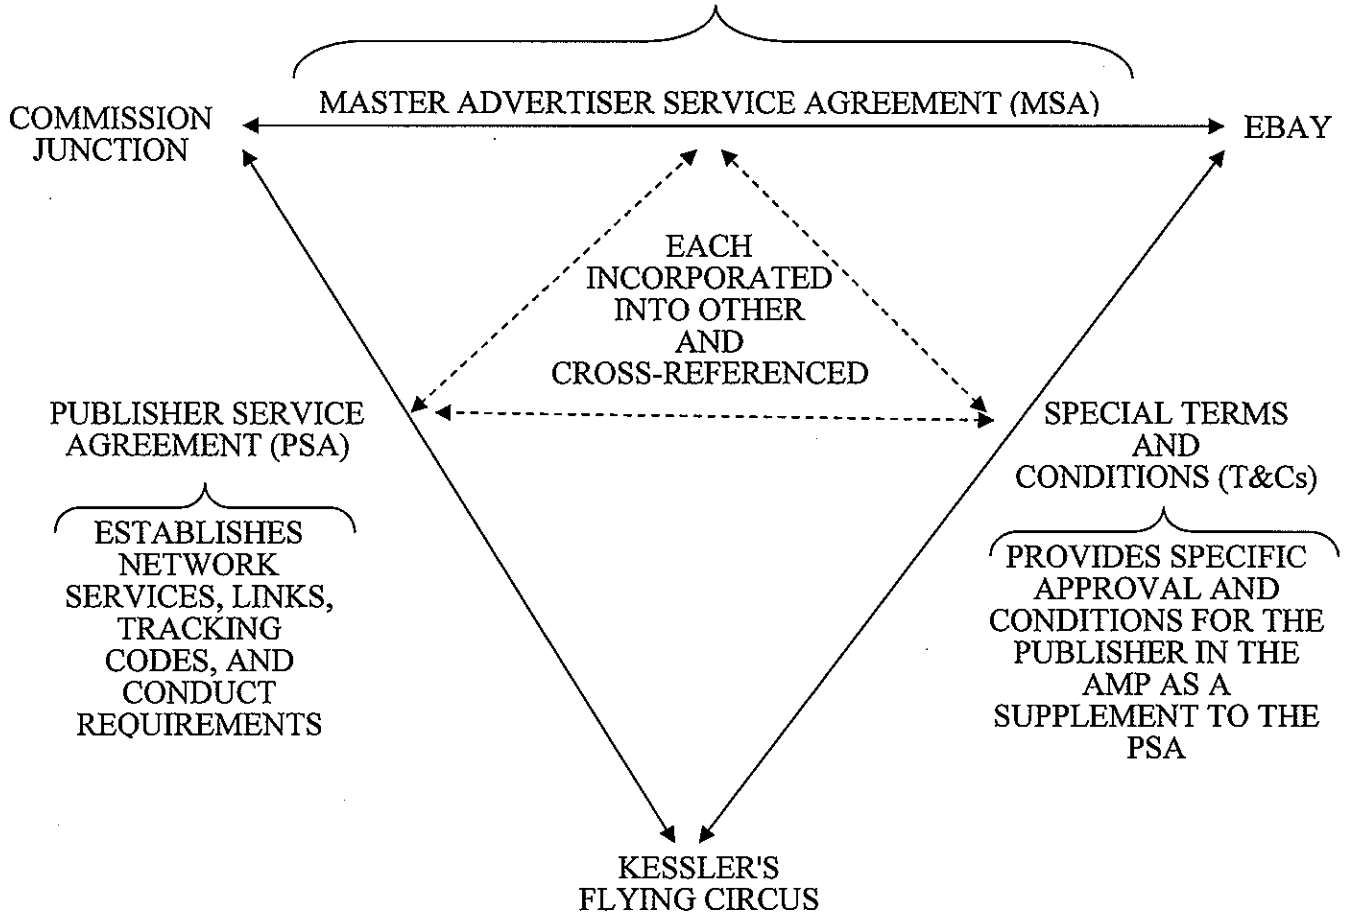 MASTER ADVERTISER SERVICE AGREEMENT (MSA)
COMMISSION
JUNCTION
EBAY
EACH
INCORPORATED
INTO OTHER
AND
CROSS-REFERENCED
PUBLISHER SERVICE
AGREEMENT (PSA)
ESTABLISHES
NETWORK
SERVICES, LINKS,
TRACKING
CODES, AND
CONDUCT
REQUIREMENTS
SPECIAL TERMS
AND
CONDITIONS (T&Cs)
PROVIDES SPECIFIC
APPROVAL AND
CONDITIONS FOR THE
PUBLISHER IN THE
AMP AS A
SUPPLEMENT TO THE
PSA
KESSLER'S
FLYING CIRCUS